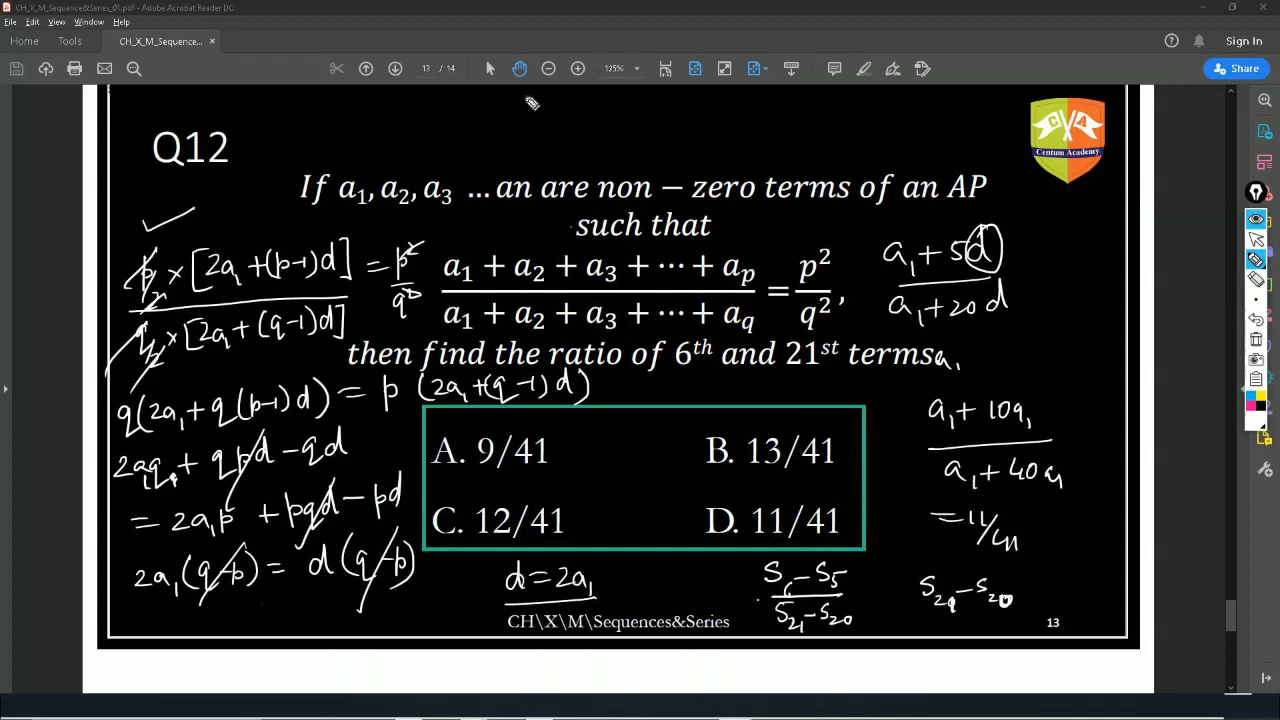 CH_X_M_Sequence&Series_01.pdf - Adobe Acrobat Reader DC
File Edit View Window Help
Home Tools CH_X_M_Sequence... × Sign In
13 / 14 125% Share
Q12
CA
Centum Academy
If a₁, a₂, a₃ ...an are non − zero terms of an AP
such that
(a₁ + a₂ + a₃ + ⋯ + aₚ)/(a₁ + a₂ + a₃ + ⋯ + a_q) = p²/q²,
then find the ratio of 6ᵗʰ and 21ˢᵗ terms
A. 9/41 B. 13/41
C. 12/41 D. 11/41
(p/2 × [2a₁ + (p-1)d])/(q/2 × [2a₁ + (q-1)d]) = p²/q²
q(2a₁ + q(p-1)d) = p (2a₁ + (q-1)d)
2a₁q + qpd - qd
= 2a₁p + pqd - pd
2a₁(q-p) = d(q-p)
d = 2a₁
(S₆ - S₅)/(S₂₁ - S₂₀)
(a₁ + 5d)/(a₁ + 20d)
a₁
(a₁ + 10a₁)/(a₁ + 40a₁)
= 11/41
CH\X\M\Sequences&Series
13